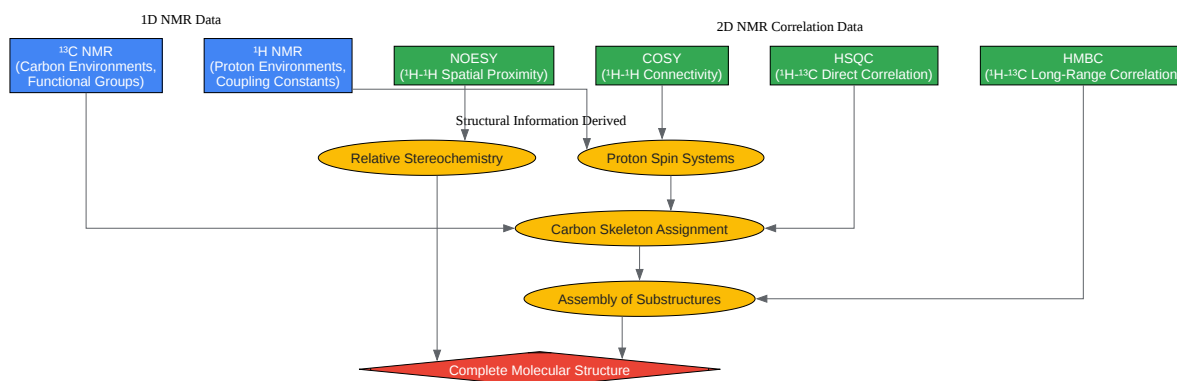 1D NMR Data
2D NMR Correlation Data
¹³C NMR
(Carbon Environments,
Functional Groups)
¹H NMR
(Proton Environments,
Coupling Constants)
NOESY
(¹H-¹H Spatial Proximity)
COSY
(¹H-¹H Connectivity)
HSQC
(¹H-¹³C Direct Correlation)
HMBC
(¹H-¹³C Long-Range Correlation
Structural Information Derived
Relative Stereochemistry
Proton Spin Systems
Carbon Skeleton Assignment
Assembly of Substructures
Complete Molecular Structure